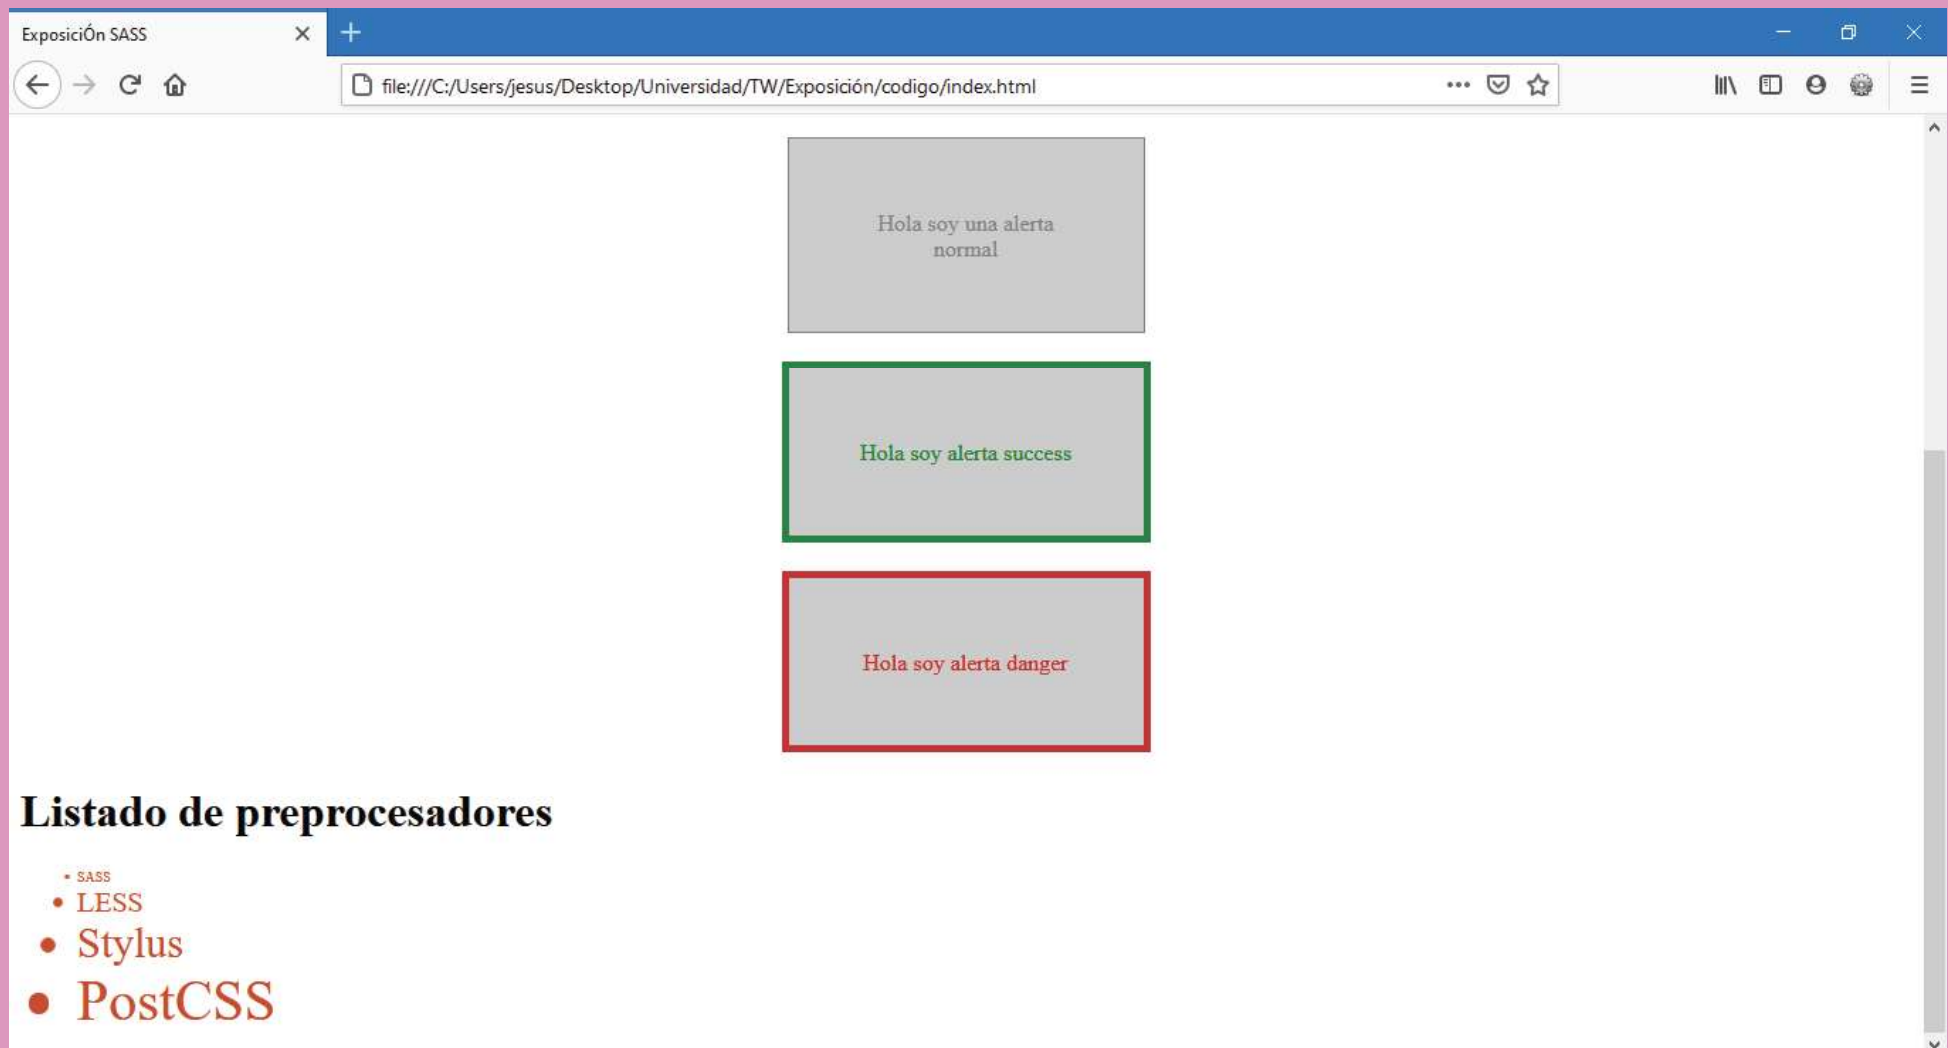 ExposiciÓn SASS
file:///C:/Users/jesus/Desktop/Universidad/TW/Exposición/codigo/index.html
Hola soy una alerta
normal
Hola soy alerta success
Hola soy alerta danger
Listado de preprocesadores
SASS
LESS
Stylus
PostCSS